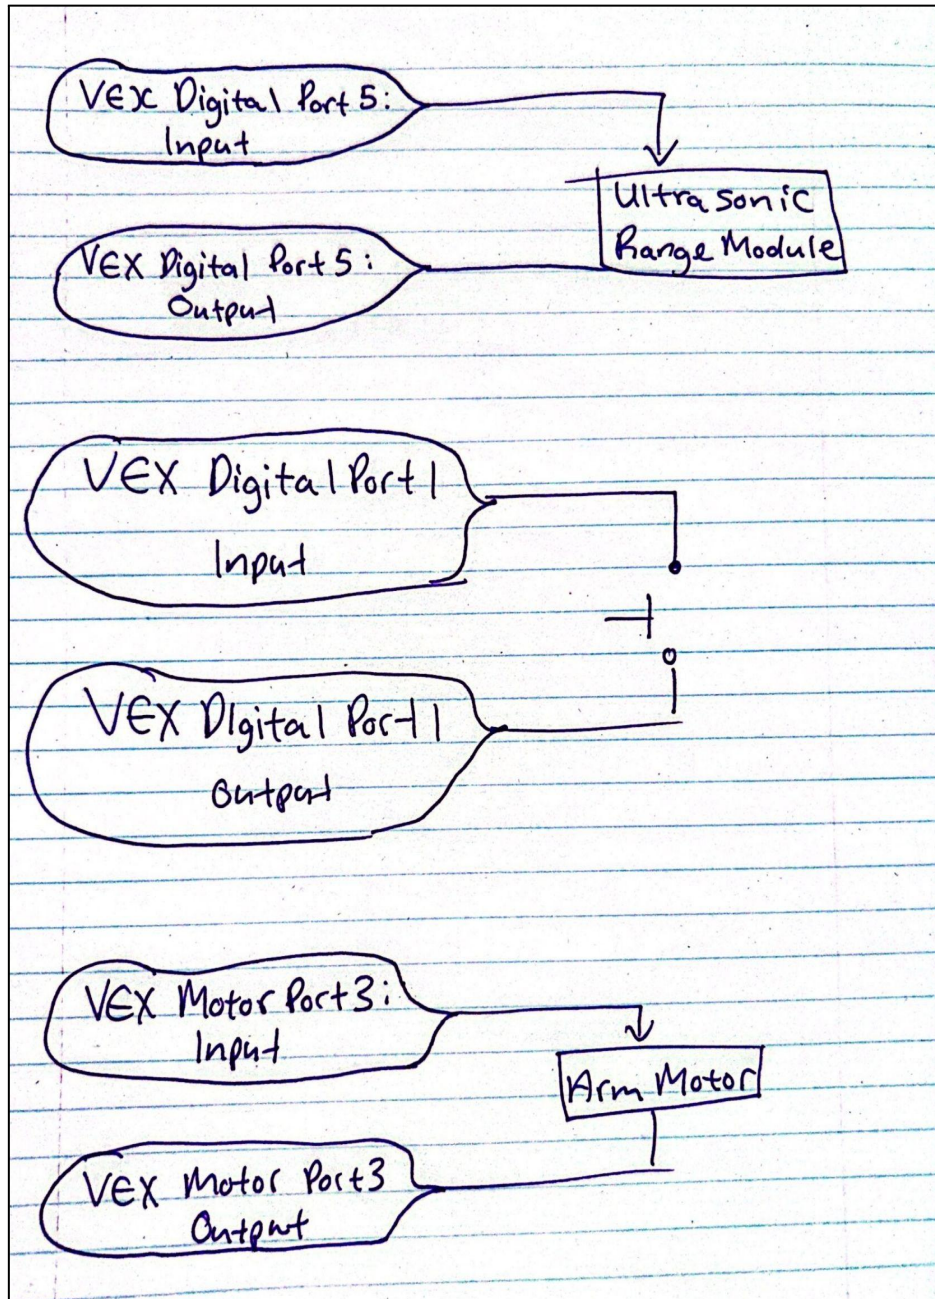 VEX Digital Port 5:
Input
Ultrasonic
Range Module
VEX Digital Port 5:
Output
VEX Digital Port 1
Input
VEX DIgital Port 1
Output
VEX Motor Port 3:
Input
Arm Motor
VEX Motor Port 3
Output